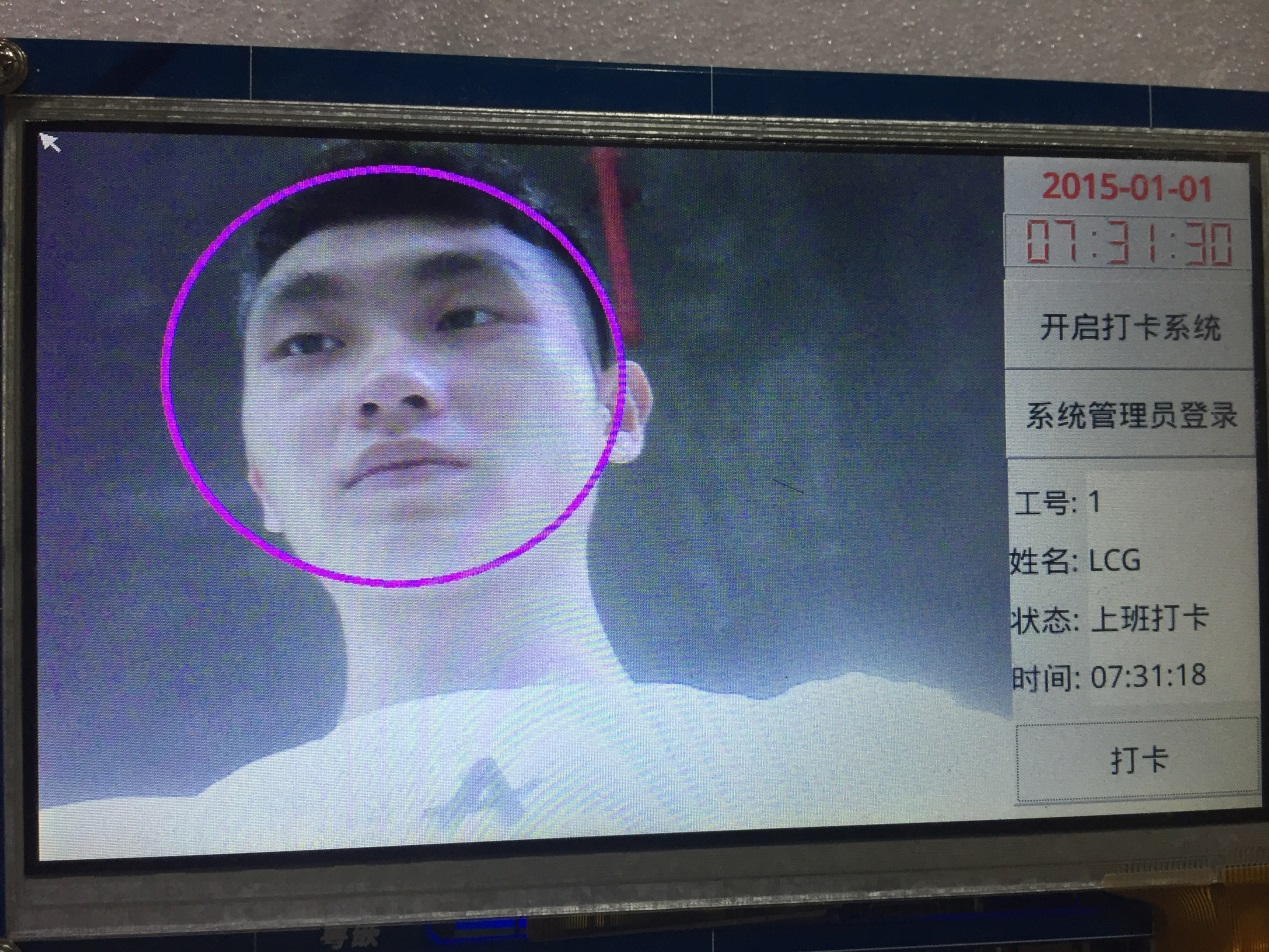 2015-01-01
07:31:30
开启打卡系统
系统管理员登录
工号: 1
姓名: LCG
状态: 上班打卡
时间: 07:31:18
打卡